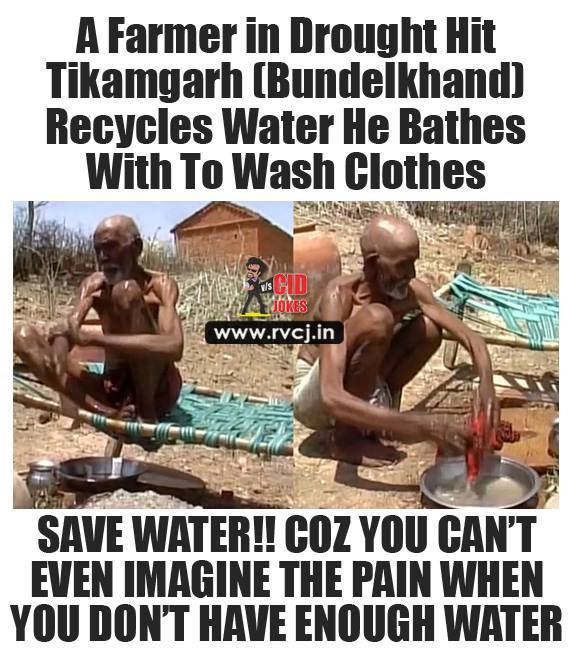 A Farmer in Drought Hit
Tikamgarh (Bundelkhand)
Recycles Water He Bathes
With To Wash Clothes
V/S CID
JOKES
www.rvcj.in
SAVE WATER!! COZ YOU CAN'T
EVEN IMAGINE THE PAIN WHEN
YOU DON'T HAVE ENOUGH WATER